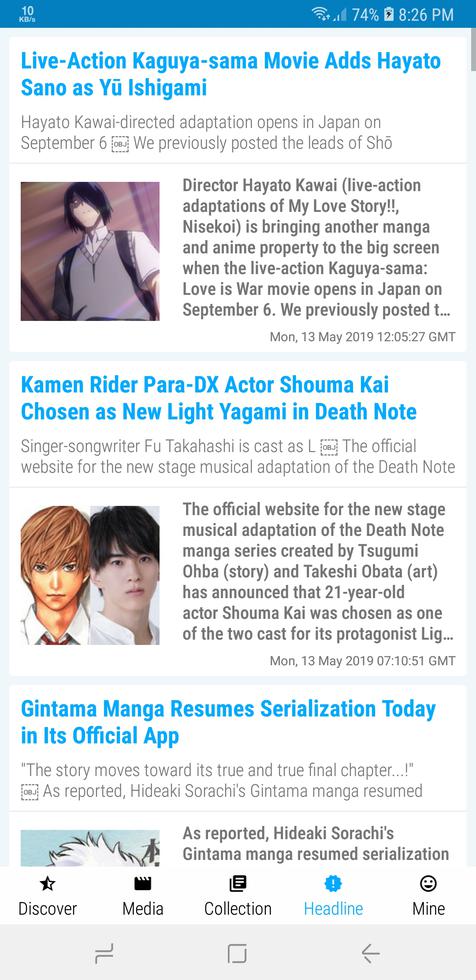 10
KB/s
74%
8:26 PM
Live-Action Kaguya-sama Movie Adds Hayato
Sano as Yū Ishigami
Hayato Kawai-directed adaptation opens in Japan on
September 6 OBJ We previously posted the leads of Shō
Director Hayato Kawai (live-action
adaptations of My Love Story!!,
Nisekoi) is bringing another manga
and anime property to the big screen
when the live-action Kaguya-sama:
Love is War movie opens in Japan on
September 6. We previously posted t...
Mon, 13 May 2019 12:05:27 GMT
Kamen Rider Para-DX Actor Shouma Kai
Chosen as New Light Yagami in Death Note
Singer-songwriter Fu Takahashi is cast as L OBJ The official
website for the new stage musical adaptation of the Death Note
The official website for the new stage
musical adaptation of the Death Note
manga series created by Tsugumi
Ohba (story) and Takeshi Obata (art)
has announced that 21-year-old
actor Shouma Kai was chosen as one
of the two cast for its protagonist Lig...
Mon, 13 May 2019 07:10:51 GMT
Gintama Manga Resumes Serialization Today
in Its Official App
"The story moves toward its true and true final chapter...!"
OBJ As reported, Hideaki Sorachi's Gintama manga resumed
As reported, Hideaki Sorachi's
Gintama manga resumed serialization
Discover
Media
Collection
Headline
Mine